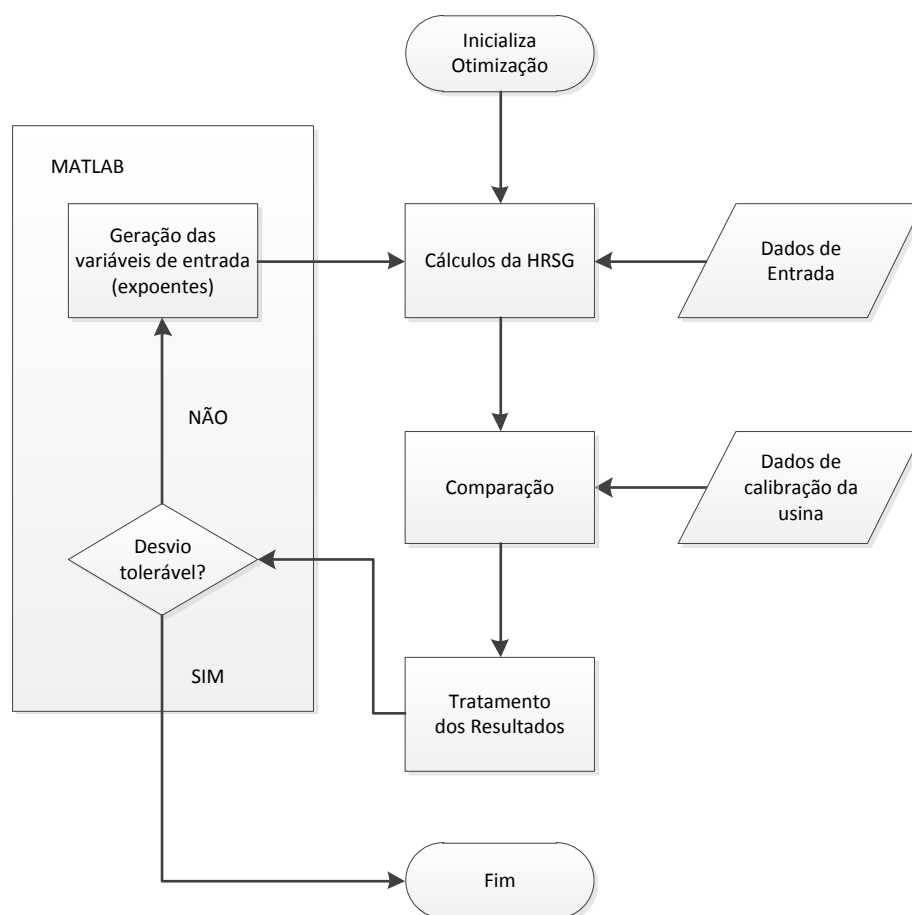 Inicializa
Otimização
MATLAB
Geração das
variáveis de entrada
(expoentes)
Cálculos da HRSG
Dados de
Entrada
NÃO
Comparação
Dados de
calibração da
usina
Desvio
tolerável?
SIM
Tratamento
dos Resultados
Fim